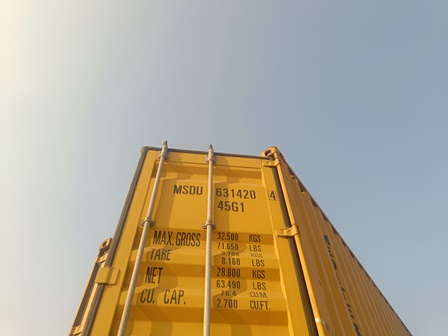 MSDU 631420 4
45G1
MAX. GROSS 32.500 KGS
71.650 LBS
TARE 3.700 KGS
8.160 LBS
NET 28.800 KGS
63.490 LBS
CU. CAP. 76.4 CU.M.
2.700 CU.FT.